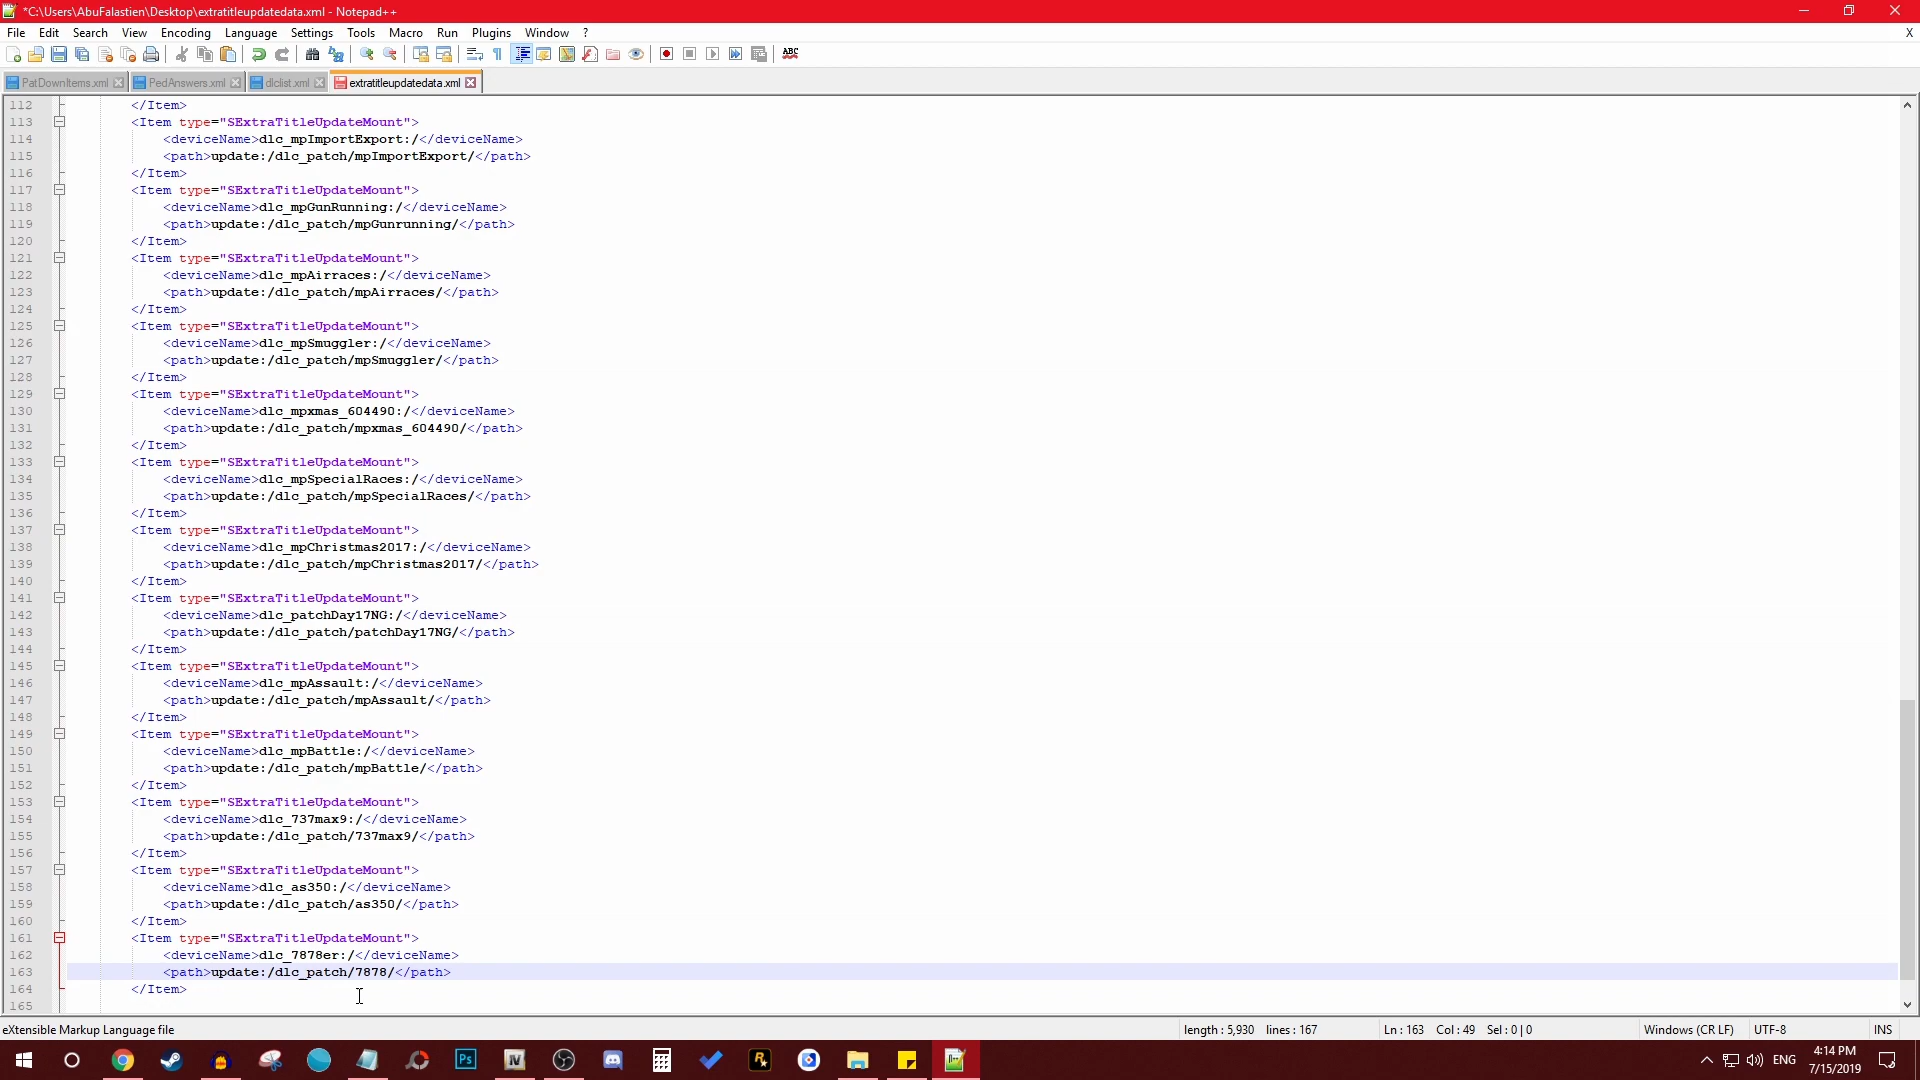 *C:\Users\AbuFalastien\Desktop\extratitleupdatedata.xml - Notepad++
File Edit Search View Encoding Language Settings Tools Macro Run Plugins Window ? X
ABC
PatDownItems.xml PedAnswers.xml dlclist.xml extratitleupdatedata.xml
112 </Item>
113 <Item type="SExtraTitleUpdateMount">
114 <deviceName>dlc_mpImportExport:/</deviceName>
115 <path>update:/dlc_patch/mpImportExport/</path>
116 </Item>
117 <Item type="SExtraTitleUpdateMount">
118 <deviceName>dlc_mpGunRunning:/</deviceName>
119 <path>update:/dlc_patch/mpGunrunning/</path>
120 </Item>
121 <Item type="SExtraTitleUpdateMount">
122 <deviceName>dlc_mpAirraces:/</deviceName>
123 <path>update:/dlc_patch/mpAirraces/</path>
124 </Item>
125 <Item type="SExtraTitleUpdateMount">
126 <deviceName>dlc_mpSmuggler:/</deviceName>
127 <path>update:/dlc_patch/mpSmuggler/</path>
128 </Item>
129 <Item type="SExtraTitleUpdateMount">
130 <deviceName>dlc_mpxmas_604490:/</deviceName>
131 <path>update:/dlc_patch/mpxmas_604490/</path>
132 </Item>
133 <Item type="SExtraTitleUpdateMount">
134 <deviceName>dlc_mpSpecialRaces:/</deviceName>
135 <path>update:/dlc_patch/mpSpecialRaces/</path>
136 </Item>
137 <Item type="SExtraTitleUpdateMount">
138 <deviceName>dlc_mpChristmas2017:/</deviceName>
139 <path>update:/dlc_patch/mpChristmas2017/</path>
140 </Item>
141 <Item type="SExtraTitleUpdateMount">
142 <deviceName>dlc_patchDay17NG:/</deviceName>
143 <path>update:/dlc_patch/patchDay17NG/</path>
144 </Item>
145 <Item type="SExtraTitleUpdateMount">
146 <deviceName>dlc_mpAssault:/</deviceName>
147 <path>update:/dlc_patch/mpAssault/</path>
148 </Item>
149 <Item type="SExtraTitleUpdateMount">
150 <deviceName>dlc_mpBattle:/</deviceName>
151 <path>update:/dlc_patch/mpBattle/</path>
152 </Item>
153 <Item type="SExtraTitleUpdateMount">
154 <deviceName>dlc_737max9:/</deviceName>
155 <path>update:/dlc_patch/737max9/</path>
156 </Item>
157 <Item type="SExtraTitleUpdateMount">
158 <deviceName>dlc_as350:/</deviceName>
159 <path>update:/dlc_patch/as350/</path>
160 </Item>
161 <Item type="SExtraTitleUpdateMount">
162 <deviceName>dlc_7878er:/</deviceName>
163 <path>update:/dlc_patch/7878/</path>
164 </Item>
165
eXtensible Markup Language file length : 5,930 lines : 167 Ln : 163 Col : 49 Sel : 0 | 0 Windows (CR LF) UTF-8 INS
Ps IV R ENG 4:14 PM
7/15/2019